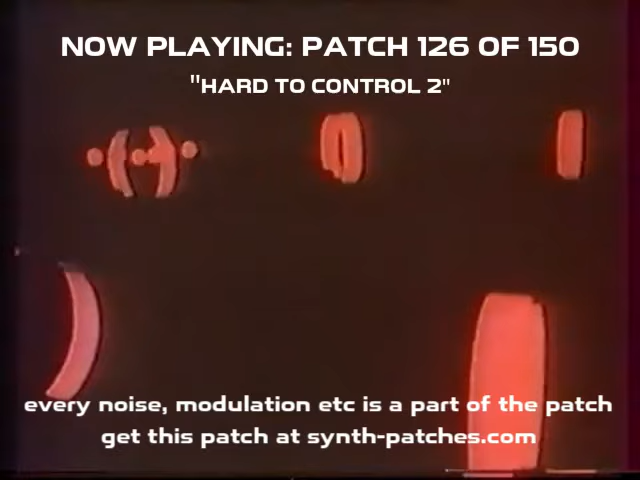 NOW PLAYING: PATCH 126 OF 150
"HARD TO CONTROL 2"
every noise, modulation etc is a part of the patch
get this patch at synth-patches.com